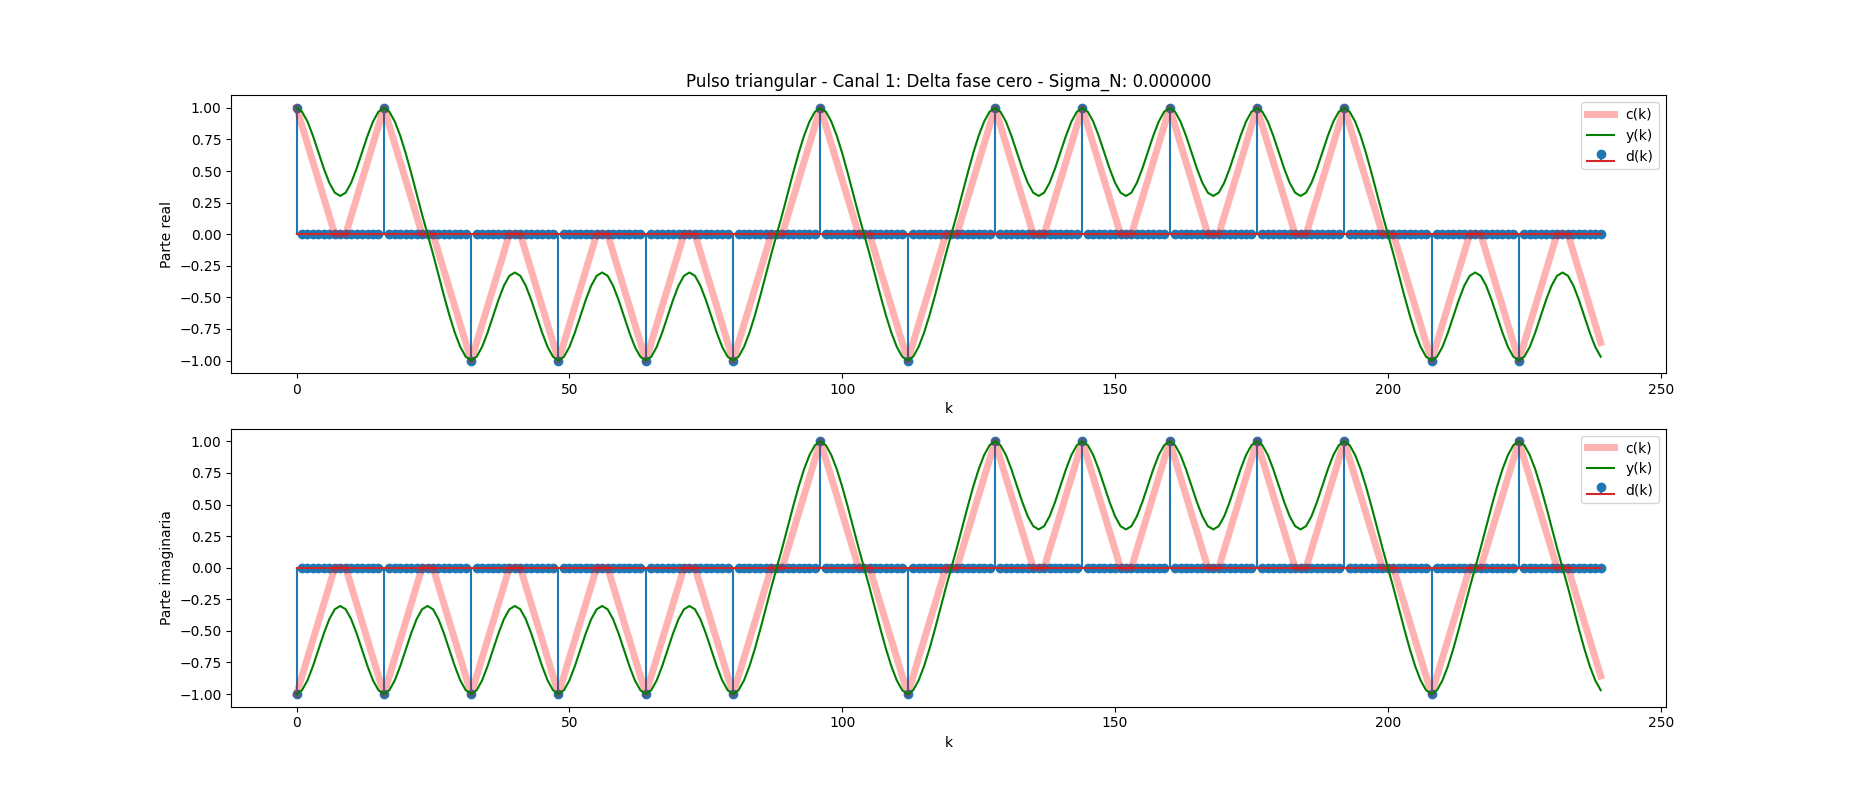 Pulso triangular - Canal 1: Delta fase cero - Sigma_N: 0.000000
1.00
0.75
0.50
0.25
0.00
−0.25
−0.50
−0.75
−1.00
Parte real
c(k)
y(k)
d(k)
0
50
100
150
200
250
k
1.00
0.75
0.50
0.25
0.00
−0.25
−0.50
−0.75
−1.00
Parte imaginaria
c(k)
y(k)
d(k)
0
50
100
150
200
250
k